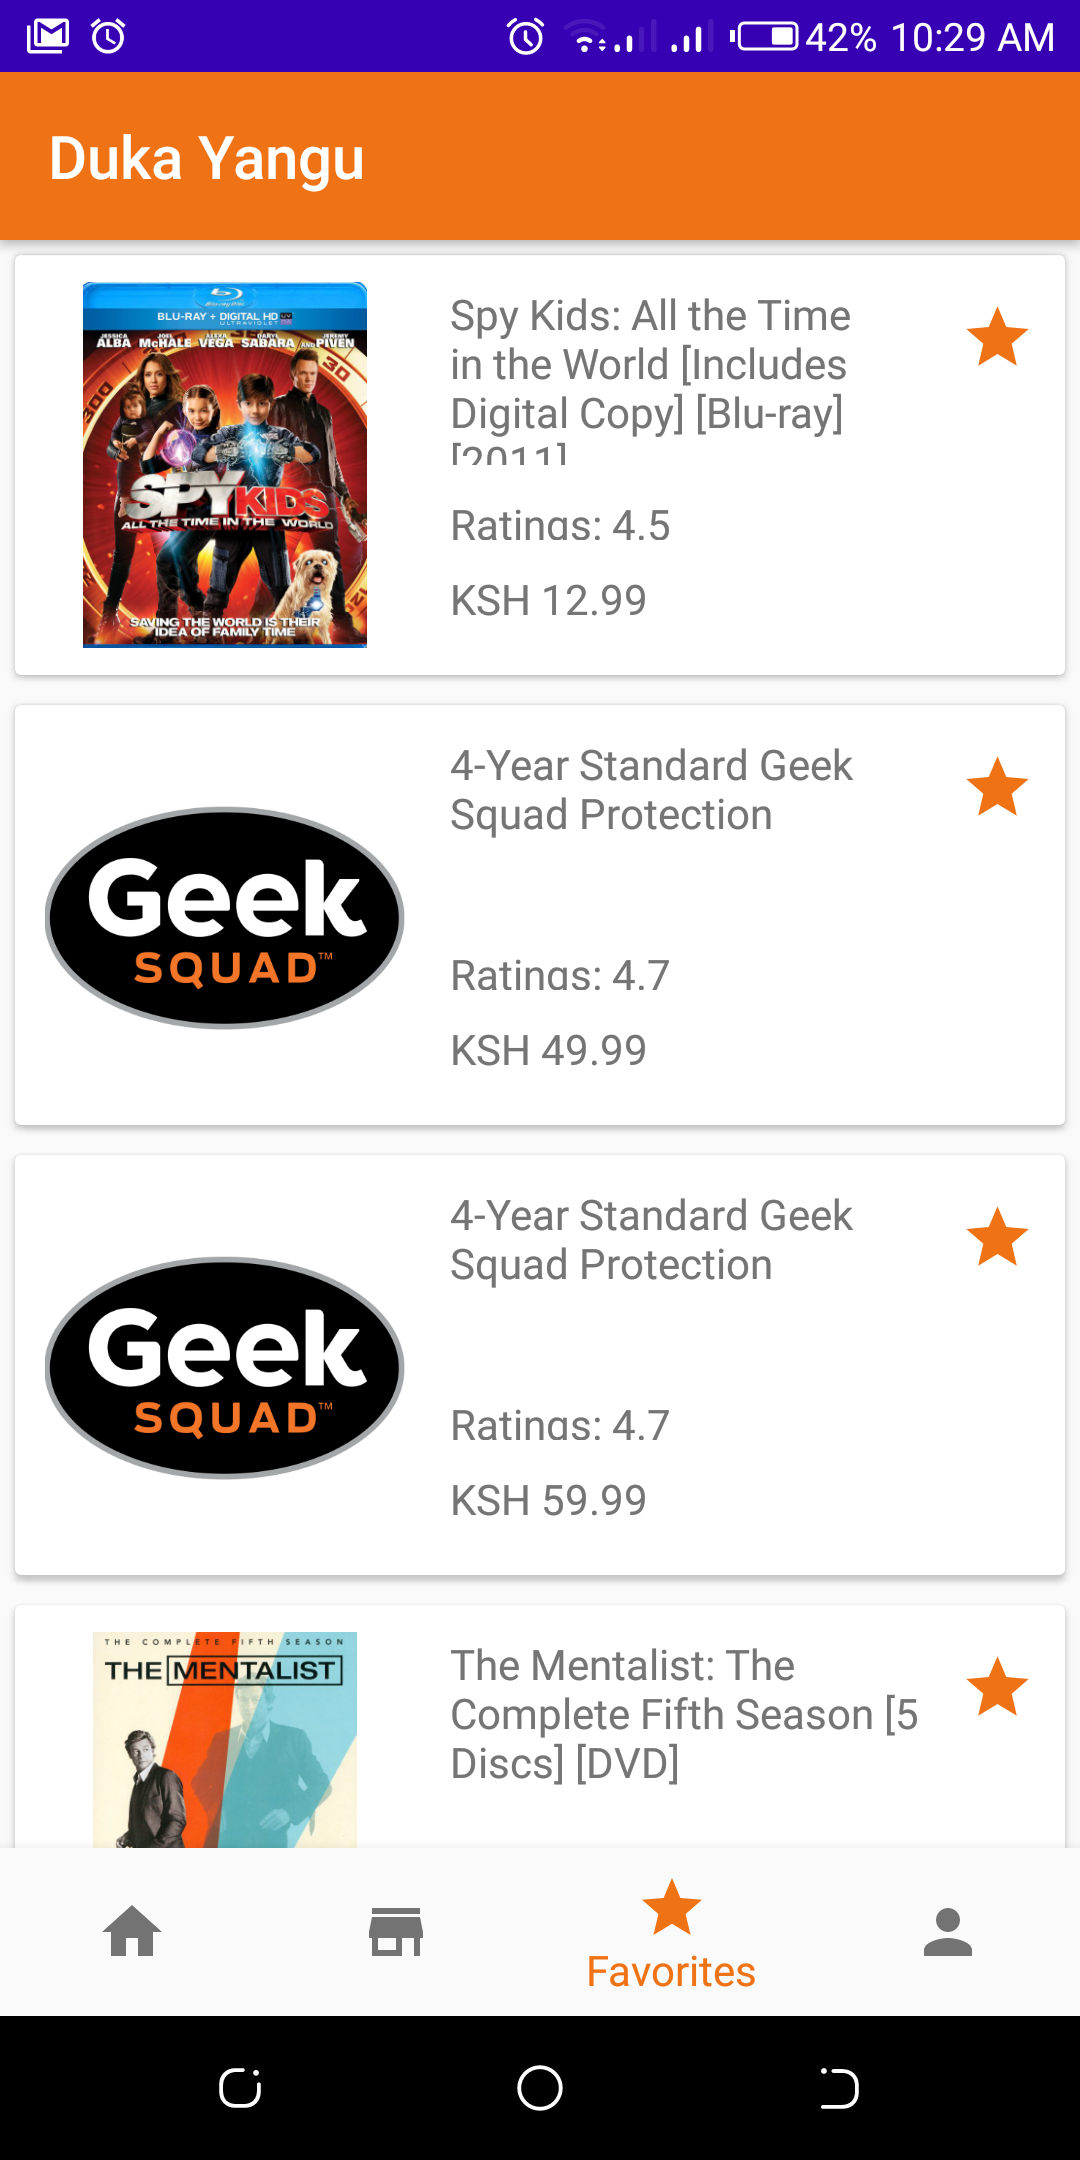 42% 10:29 AM
Duka Yangu
BLU-RAY + DIGITAL HD
ULTRAVIOLET
JESSICA ALBA JOEL McHALE ALEXA VEGA DARYL SABARA AND JEREMY PIVEN
SPY KIDS
ALL THE TIME IN THE WORLD
SAVING THE WORLD IS THEIR
IDEA OF FAMILY TIME
Spy Kids: All the Time
in the World [Includes
Digital Copy] [Blu-ray]
[2011]
Ratings: 4.5
KSH 12.99
Geek
SQUAD™
4-Year Standard Geek
Squad Protection
Ratings: 4.7
KSH 49.99
Geek
SQUAD™
4-Year Standard Geek
Squad Protection
Ratings: 4.7
KSH 59.99
THE COMPLETE FIFTH SEASON
THE MENTALIST
The Mentalist: The
Complete Fifth Season [5
Discs] [DVD]
Favorites